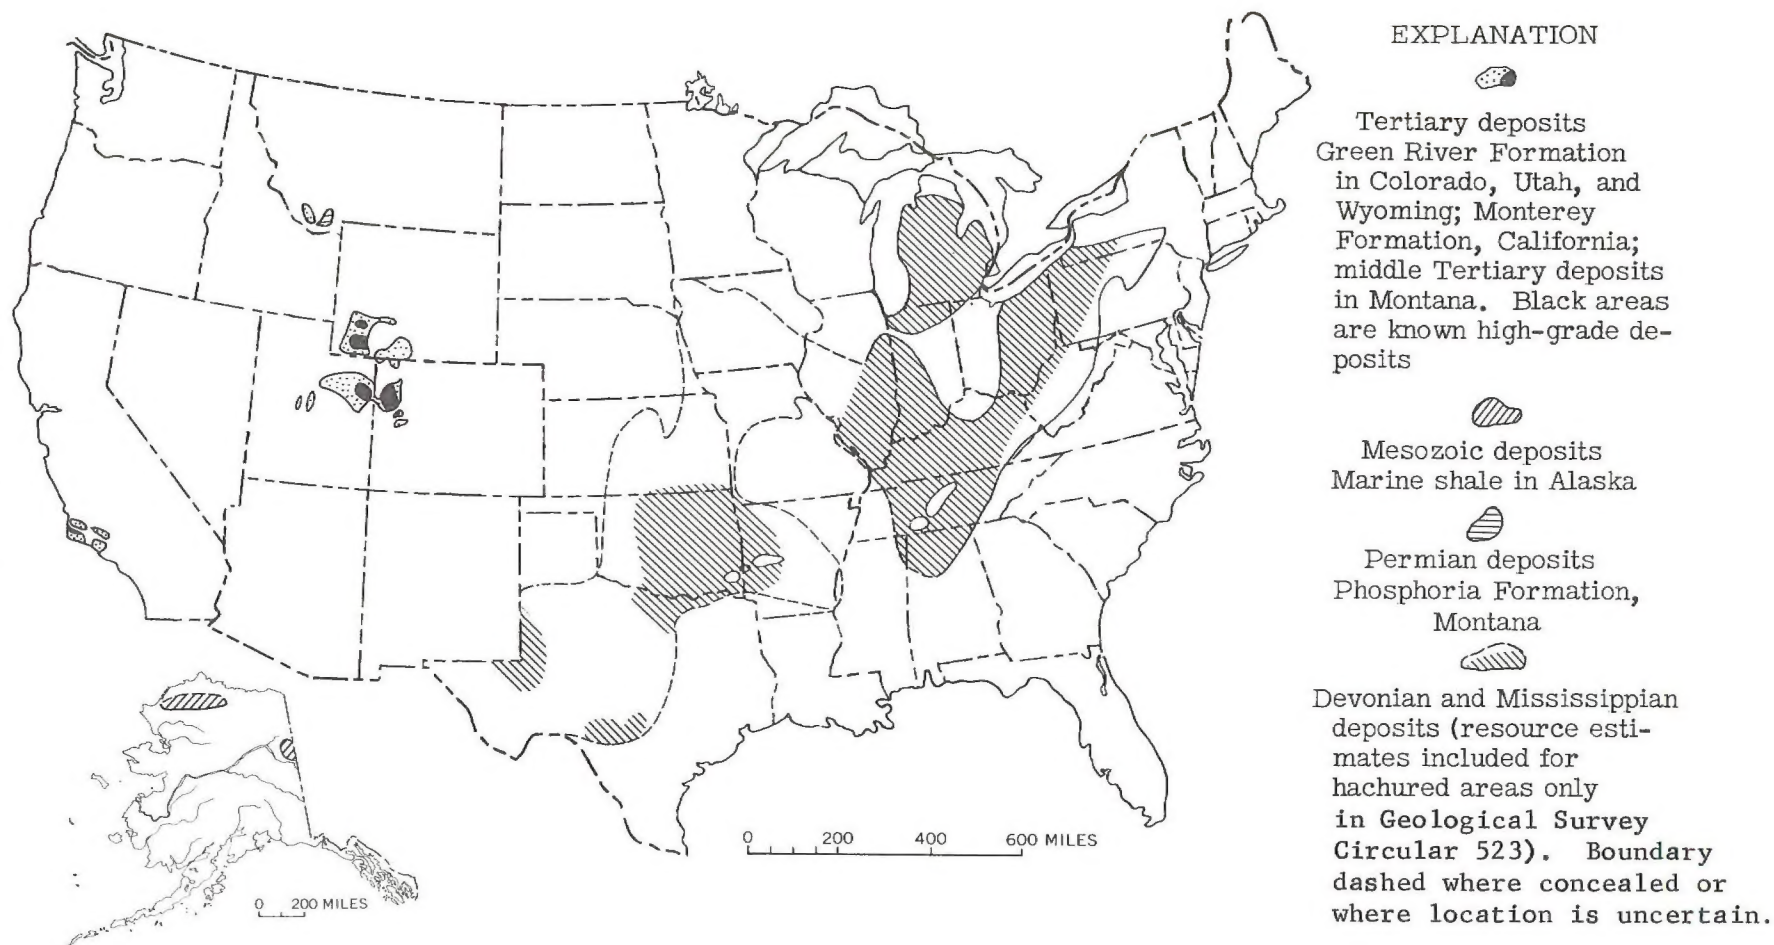 EXPLANATION
Tertiary deposits
Green River Formation
in Colorado, Utah, and
Wyoming; Monterey
Formation, California;
middle Tertiary deposits
in Montana. Black areas
are known high-grade de-
posits
Mesozoic deposits
Marine shale in Alaska
Permian deposits
Phosphoria Formation,
Montana
Devonian and Mississippian
deposits (resource esti-
mates included for
hachured areas only
in Geological Survey
Circular 523). Boundary
dashed where concealed or
where location is uncertain.
0 200 400 600 MILES
0 200 MILES